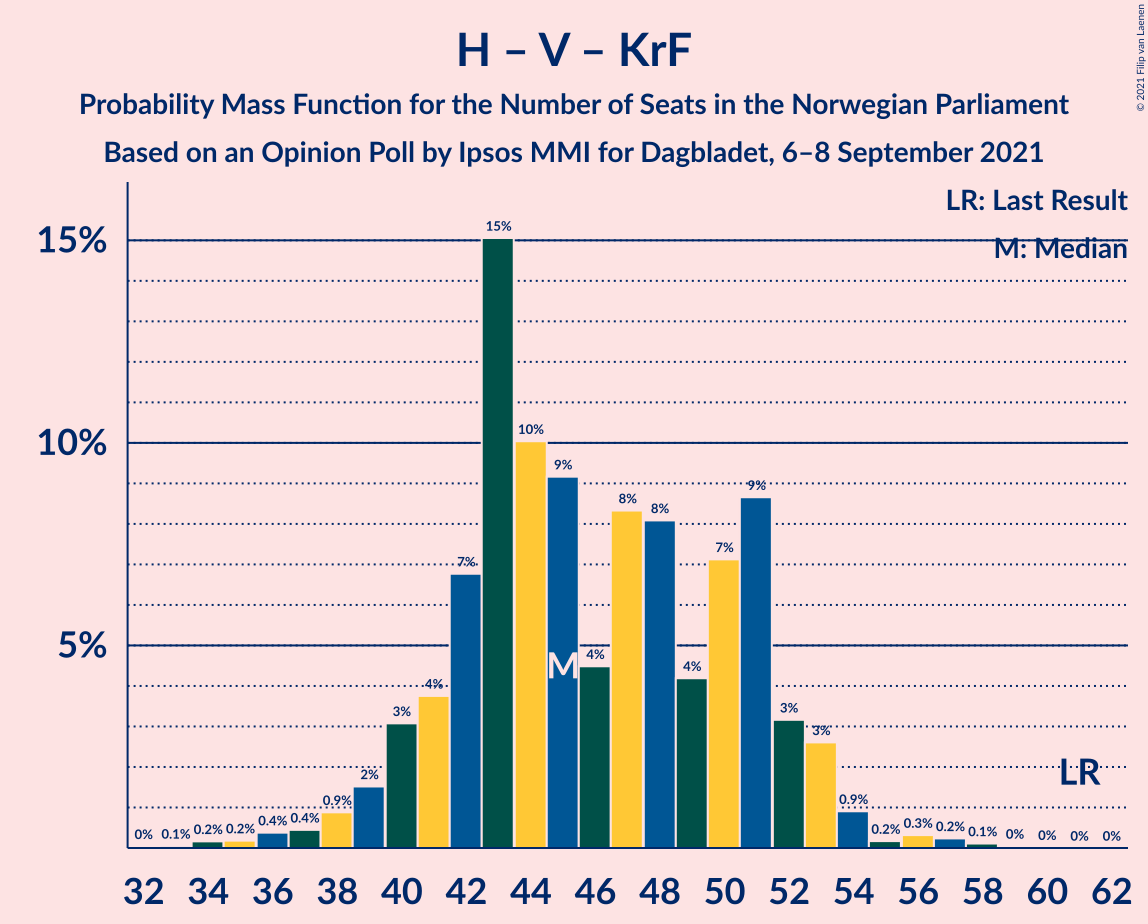 H – V – KrF
Probability Mass Function for the Number of Seats in the Norwegian Parliament
Based on an Opinion Poll by Ipsos MMI for Dagbladet, 6–8 September 2021
© 2021 Filip van Laenen
LR: Last Result
M: Median
15%
10%
5%
0% 0.1% 0.2% 0.2% 0.4% 0.4% 0.9% 2% 3% 4% 7% 15% 10% 9% 4% 8% 8% 4% 7% 9% 3% 3% 0.9% 0.2% 0.3% 0.2% 0.1% 0% 0% 0% 0%
M
LR
32 34 36 38 40 42 44 46 48 50 52 54 56 58 60 62